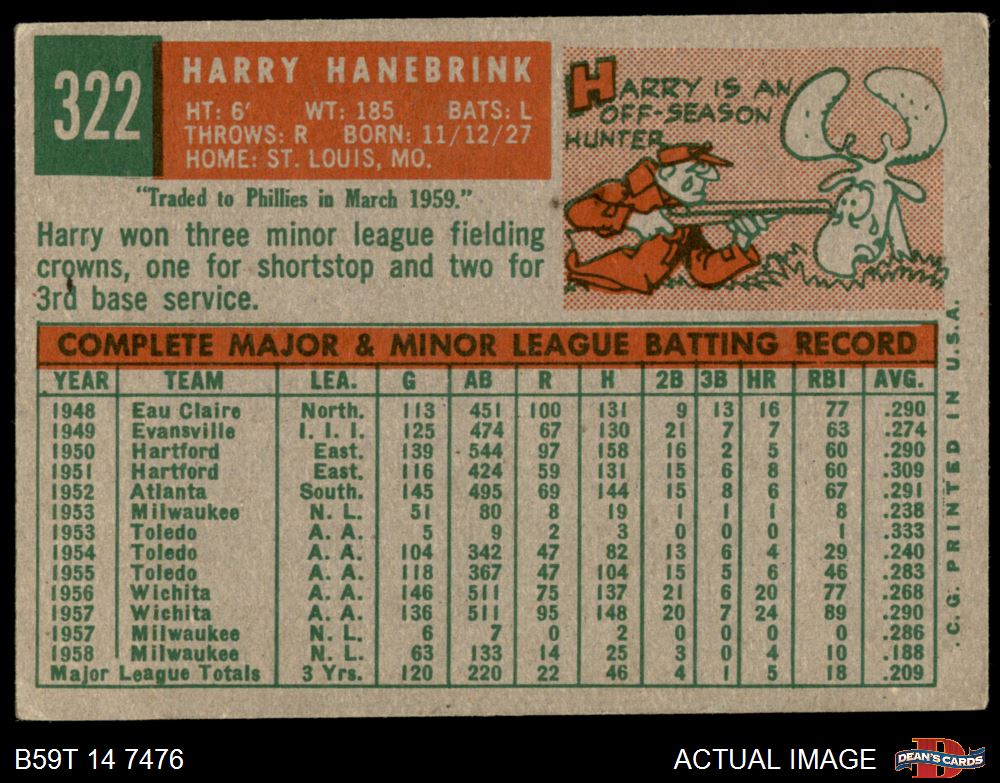 322
HARRY HANEBRINK
HT: 6' WT: 185 BATS: L
THROWS: R BORN: 11/12/27
HOME: ST. LOUIS, MO.
HARRY IS AN
OFF-SEASON
HUNTER
"Traded to Phillies in March 1959."
Harry won three minor league fielding
crowns, one for shortstop and two for
3rd base service.
COMPLETE MAJOR & MINOR LEAGUE BATTING RECORD
YEAR TEAM LEA. G AB R H 2B 3B HR RBI AVG.
1948 Eau Claire North. 113 451 100 131 9 13 16 77 .290
1949 Evansville I. I. I. 125 474 67 130 21 7 7 63 .274
1950 Hartford East. 139 544 97 158 16 2 5 60 .290
1951 Hartford East. 116 424 59 131 15 6 8 60 .309
1952 Atlanta South. 145 495 69 144 15 8 6 67 .291
1953 Milwaukee N. L. 51 80 8 19 1 1 1 8 .238
1953 Toledo A. A. 5 9 2 3 0 0 0 1 .333
1954 Toledo A. A. 104 342 47 82 13 6 4 29 .240
1955 Toledo A. A. 118 367 47 104 15 5 6 46 .283
1956 Wichita A. A. 146 511 75 137 21 6 20 77 .268
1957 Wichita A. A. 136 511 95 148 20 7 24 89 .290
1957 Milwaukee N. L. 6 7 0 2 0 0 0 0 .286
1958 Milwaukee N. L. 63 133 14 25 3 0 4 10 .188
Major League Totals 3 Yrs. 120 220 22 46 4 1 5 18 .209
.C.G. PRINTED IN U.S.A.
B59T 14 7476
ACTUAL IMAGE
D
DEAN'S CARDS